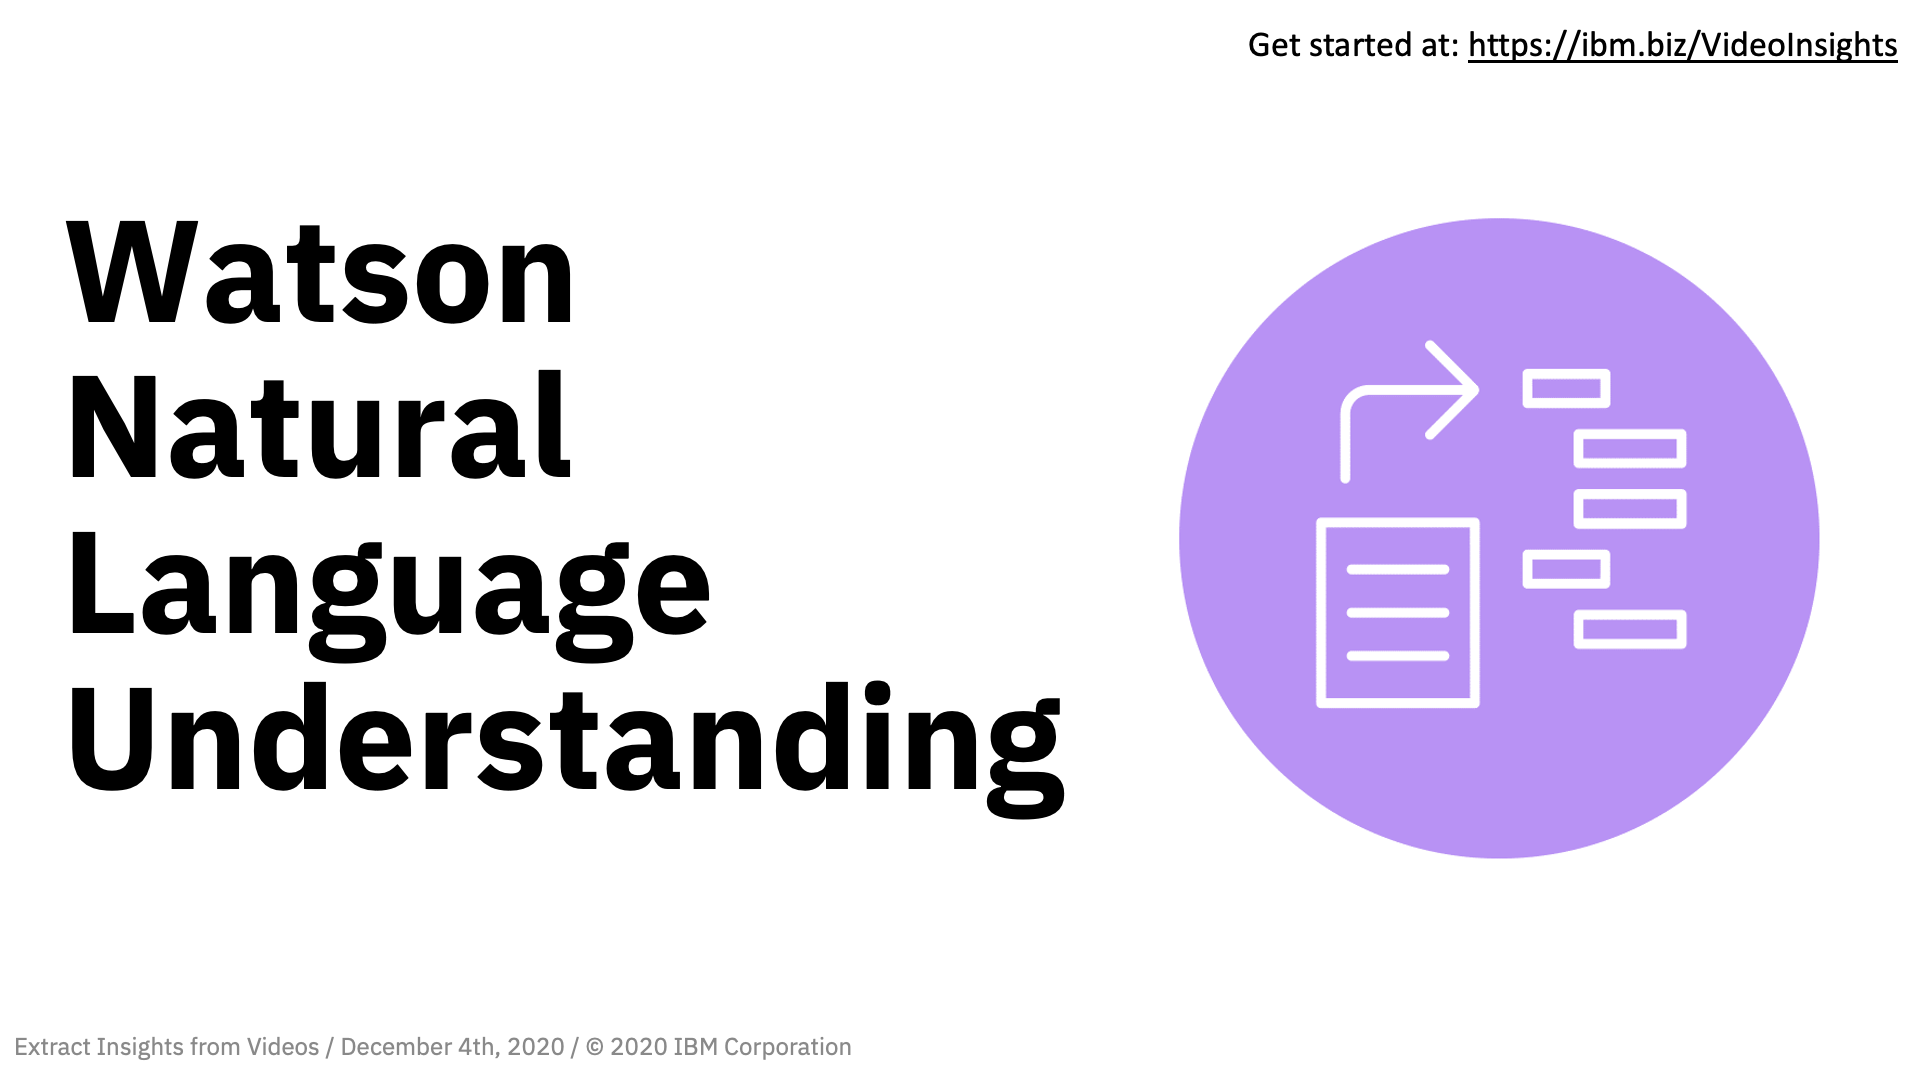 Get started at: https://ibm.biz/VideoInsights
Watson
Natural
Language
Understanding
Extract Insights from Videos / December 4th, 2020 / © 2020 IBM Corporation